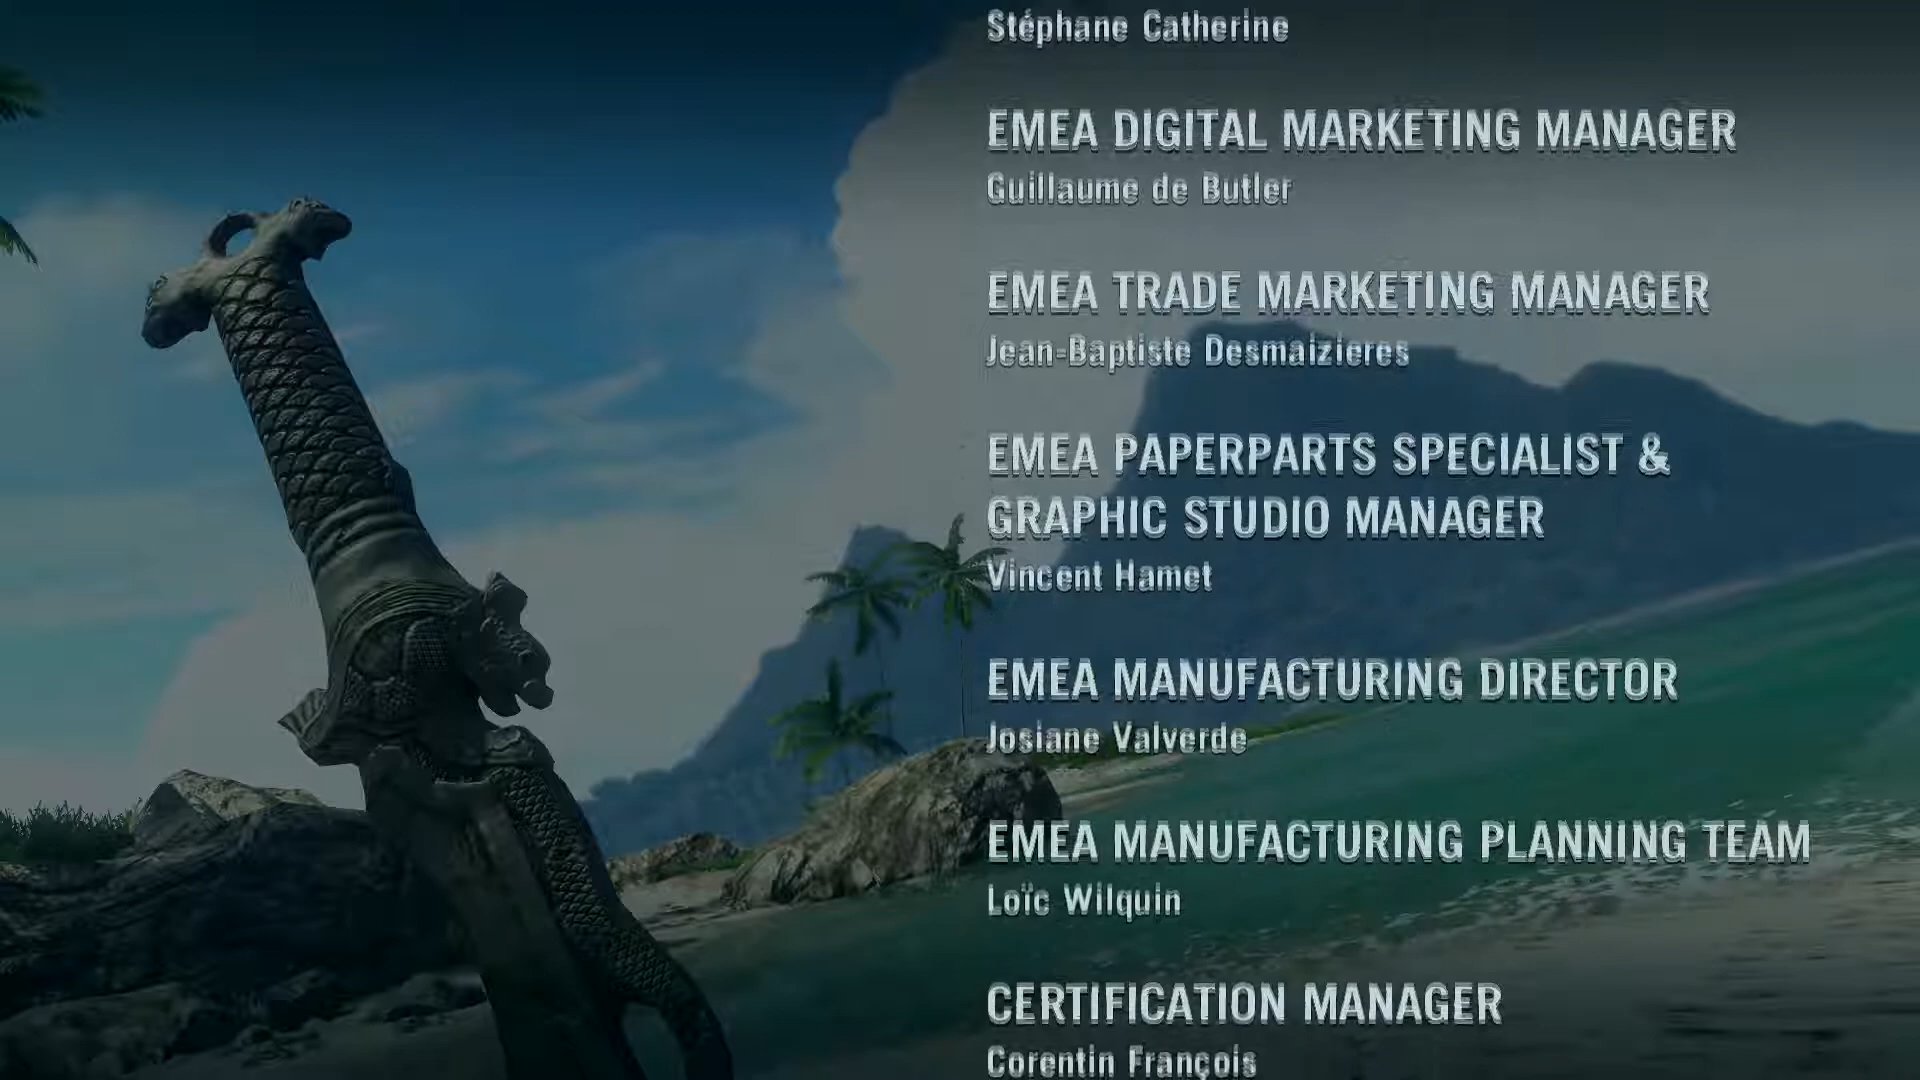 Stéphane Catherine
EMEA DIGITAL MARKETING MANAGER
Guillaume de Butler
EMEA TRADE MARKETING MANAGER
Jean-Baptiste Desmaizieres
EMEA PAPERPARTS SPECIALIST &
GRAPHIC STUDIO MANAGER
Vincent Hamet
EMEA MANUFACTURING DIRECTOR
Josiane Valverde
EMEA MANUFACTURING PLANNING TEAM
Loïc Wilquin
CERTIFICATION MANAGER
Corentin François